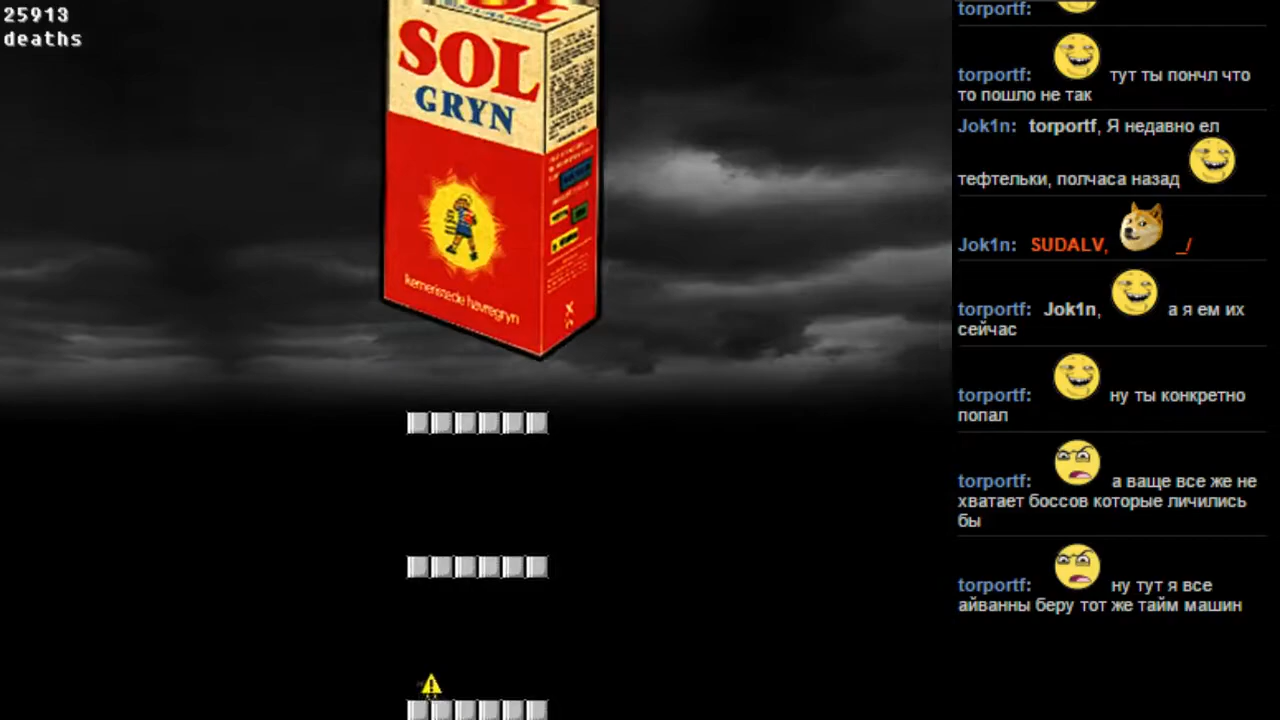 25913
deaths
SOL
GRYN
kerneristede havregryn
torportf:
torportf: тут ты пончл что
то пошло не так
Jok1n: torportf, Я недавно ел
тефтельки, полчаса назад
Jok1n: SUDALV, _/
torportf: Jok1n, а я ем их
сейчас
torportf: ну ты конкретно
попал
torportf: а ваще все же не
хватает боссов которые личились
бы
torportf: ну тут я все
айванны беру тот же тайм машин